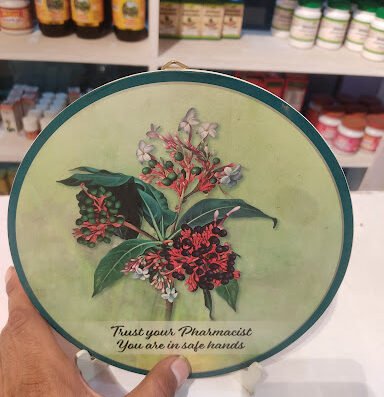 Trust your Pharmacist
You are in safe hands